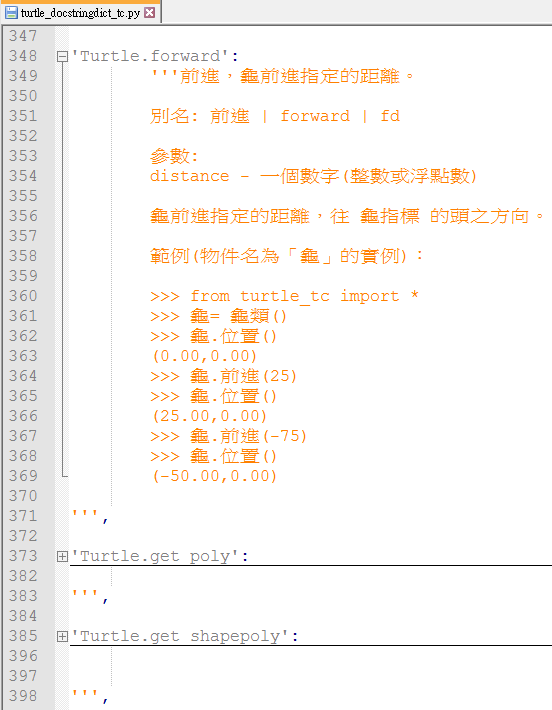 turtle_docstringdict_tc.py
347
348 'Turtle.forward':
349 '''前進，龜前進指定的距離。
350
351 別名: 前進 | forward | fd
352
353 參數:
354 distance - 一個數字(整數或浮點數)
355
356 龜前進指定的距離，往 龜指標 的頭之方向。
357
358 範例(物件名為「龜」的實例)：
359
360 >>> from turtle_tc import *
361 >>> 龜= 龜類()
362 >>> 龜.位置()
363 (0.00,0.00)
364 >>> 龜.前進(25)
365 >>> 龜.位置()
366 (25.00,0.00)
367 >>> 龜.前進(-75)
368 >>> 龜.位置()
369 (-50.00,0.00)
370
371 ''',
372
373 'Turtle.get poly':
382
383 ''',
384
385 'Turtle.get shapepoly':
396
397
398 ''',